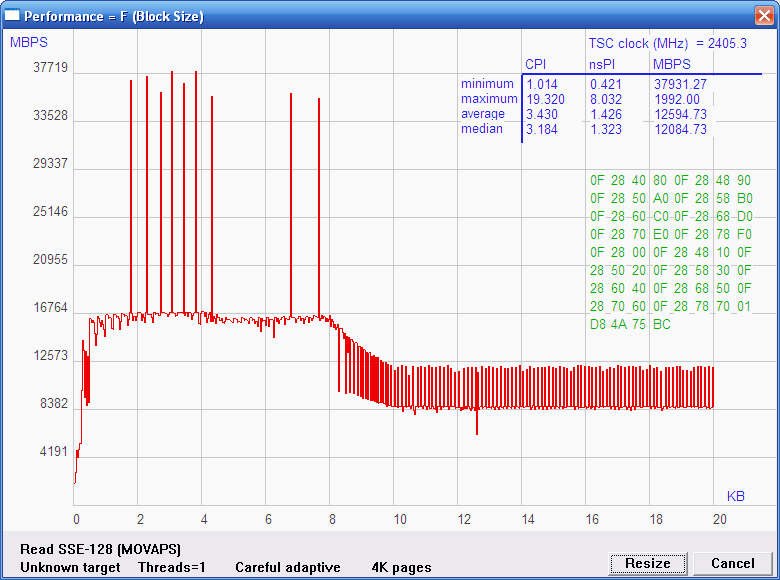 Performance = F (Block Size)
MBPS
TSC clock (MHz) = 2405.3
CPI nsPI MBPS
minimum 1.014 0.421 37931.27
maximum 19.320 8.032 1992.00
average 3.430 1.426 12594.73
median 3.184 1.323 12084.73
37719
33528
29337
25146
20955
16764
12573
8382
4191
0F 28 40 80 0F 28 48 90
0F 28 50 A0 0F 28 58 B0
0F 28 60 C0 0F 28 68 D0
0F 28 70 E0 0F 28 78 F0
0F 28 00 0F 28 48 10 0F
28 50 20 0F 28 58 30 0F
28 60 40 0F 28 68 50 0F
28 70 60 0F 28 78 70 01
D8 4A 75 BC
KB
0 2 4 6 8 10 12 14 16 18 20
Read SSE-128 (MOVAPS)
Unknown target Threads=1 Careful adaptive 4K pages
Resize Cancel